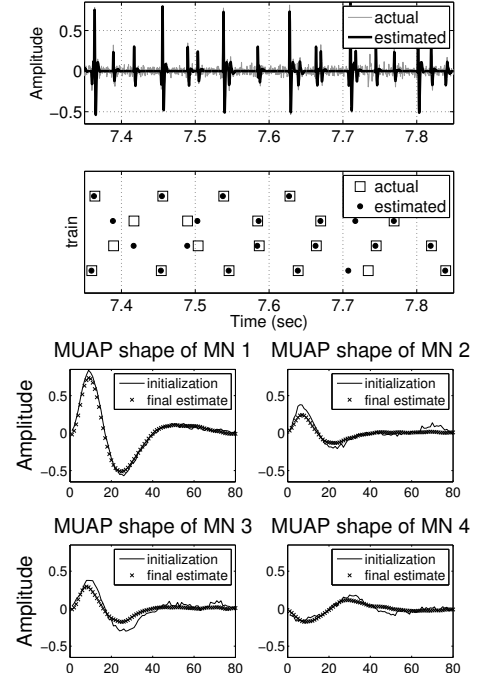 Amplitude
0.5
0
−0.5
actual
estimated
7.4 7.5 7.6 7.7 7.8
train
actual
estimated
7.4 7.5 7.6 7.7 7.8
Time (sec)
MUAP shape of MN 1
Amplitude
0.5
0
−0.5
initialization
final estimate
0 20 40 60 80
MUAP shape of MN 2
0.5
0
−0.5
initialization
final estimate
0 20 40 60 80
MUAP shape of MN 3
Amplitude
0.5
0
−0.5
initialization
final estimate
0 20 40 60 80
MUAP shape of MN 4
0.5
0
−0.5
initialization
final estimate
0 20 40 60 80